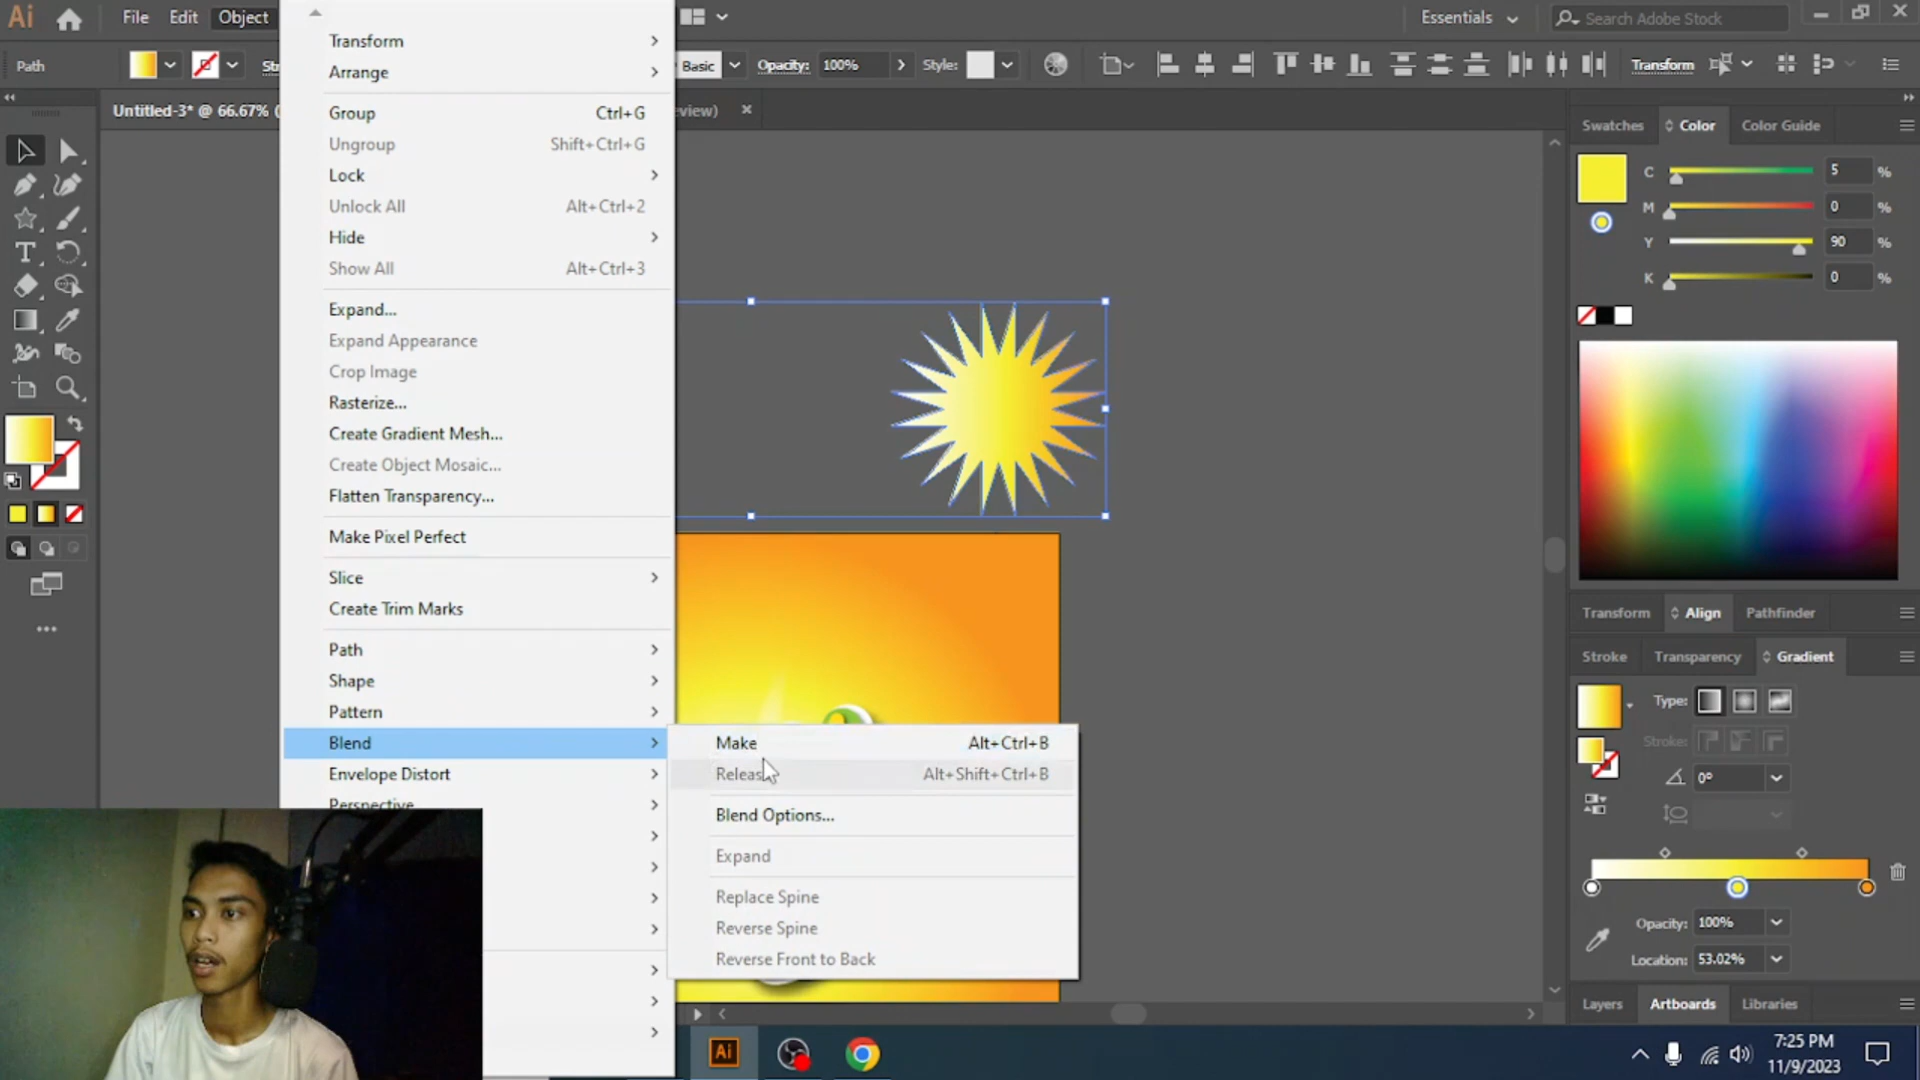 Ai File Edit Object
Essentials
Search Adobe Stock
Path
Basic
Opacity:
100%
Style:
Transform
Untitled-3* @ 66.67%
eview)
Transform
Arrange
Group Ctrl+G
Ungroup Shift+Ctrl+G
Lock
Unlock All Alt+Ctrl+2
Hide
Show All Alt+Ctrl+3
Expand...
Expand Appearance
Crop Image
Rasterize...
Create Gradient Mesh...
Create Object Mosaic...
Flatten Transparency...
Make Pixel Perfect
Slice
Create Trim Marks
Path
Shape
Pattern
Blend
Envelope Distort
Perspective
Make Alt+Ctrl+B
Release Alt+Shift+Ctrl+B
Blend Options...
Expand
Replace Spine
Reverse Spine
Reverse Front to Back
Swatches Color Color Guide
C 5 %
M 0 %
Y 90 %
K 0 %
Transform Align Pathfinder
Stroke Transparency Gradient
Type:
Stroke:
0°
Opacity: 100%
Location: 53.02%
Layers Artboards Libraries
Ai
7:25 PM
11/9/2023